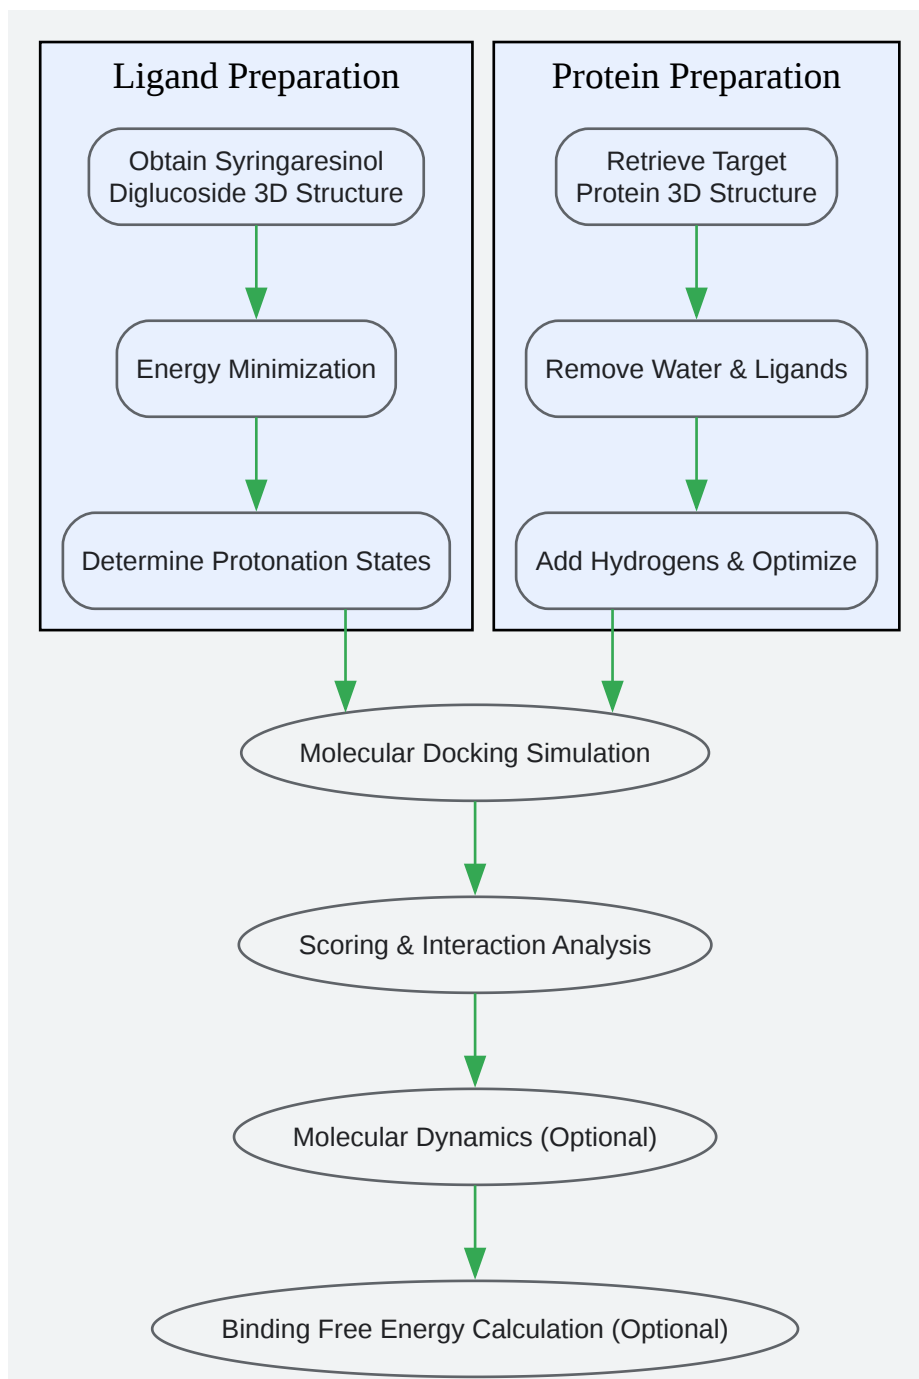 Ligand Preparation
Obtain Syringaresinol
Diglucoside 3D Structure
Energy Minimization
Determine Protonation States
Protein Preparation
Retrieve Target
Protein 3D Structure
Remove Water & Ligands
Add Hydrogens & Optimize
Molecular Docking Simulation
Scoring & Interaction Analysis
Molecular Dynamics (Optional)
Binding Free Energy Calculation (Optional)